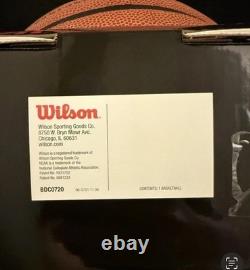 Wilson
Wilson Sporting Goods Co.
8750 W. Bryn Mawr Ave.
Chicago, IL 60631
wilson.com
Wilson is a registered trademark of
Wilson Sporting Goods Co.
NCAA is a trademark of the
National Collegiate Athletic Association.
BDC0720
CONTENTS: 1 BASKETBALL